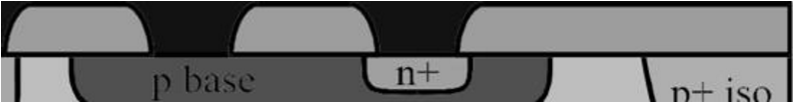 p base
n+
p+ iso